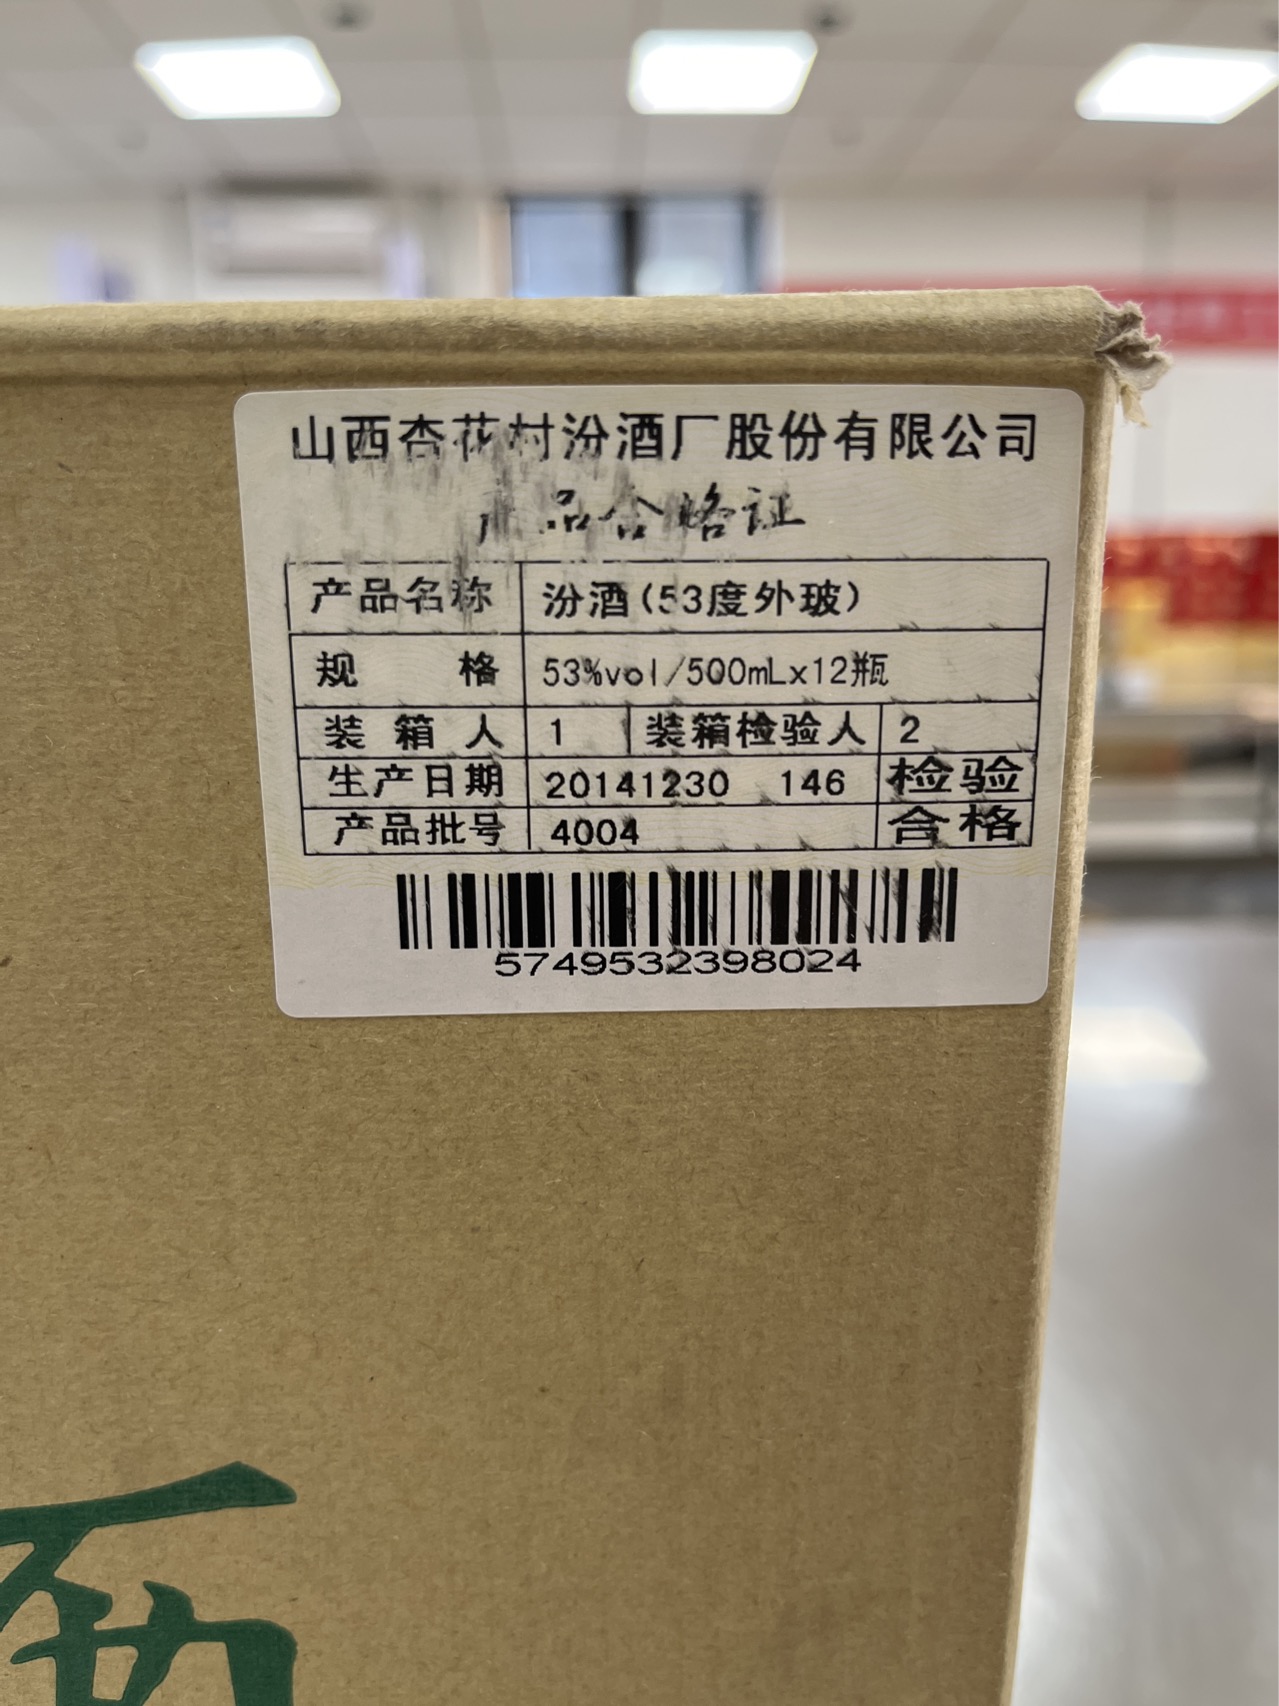 山西杏花村汾酒厂股份有限公司
产品合格证
产品名称 汾酒(53度外玻)
规 格 53%vol/500mLx12瓶
装 箱 人 1 装箱检验人 2
生产日期 20141230 146 检验
产品批号 4004 合格
5749532398024